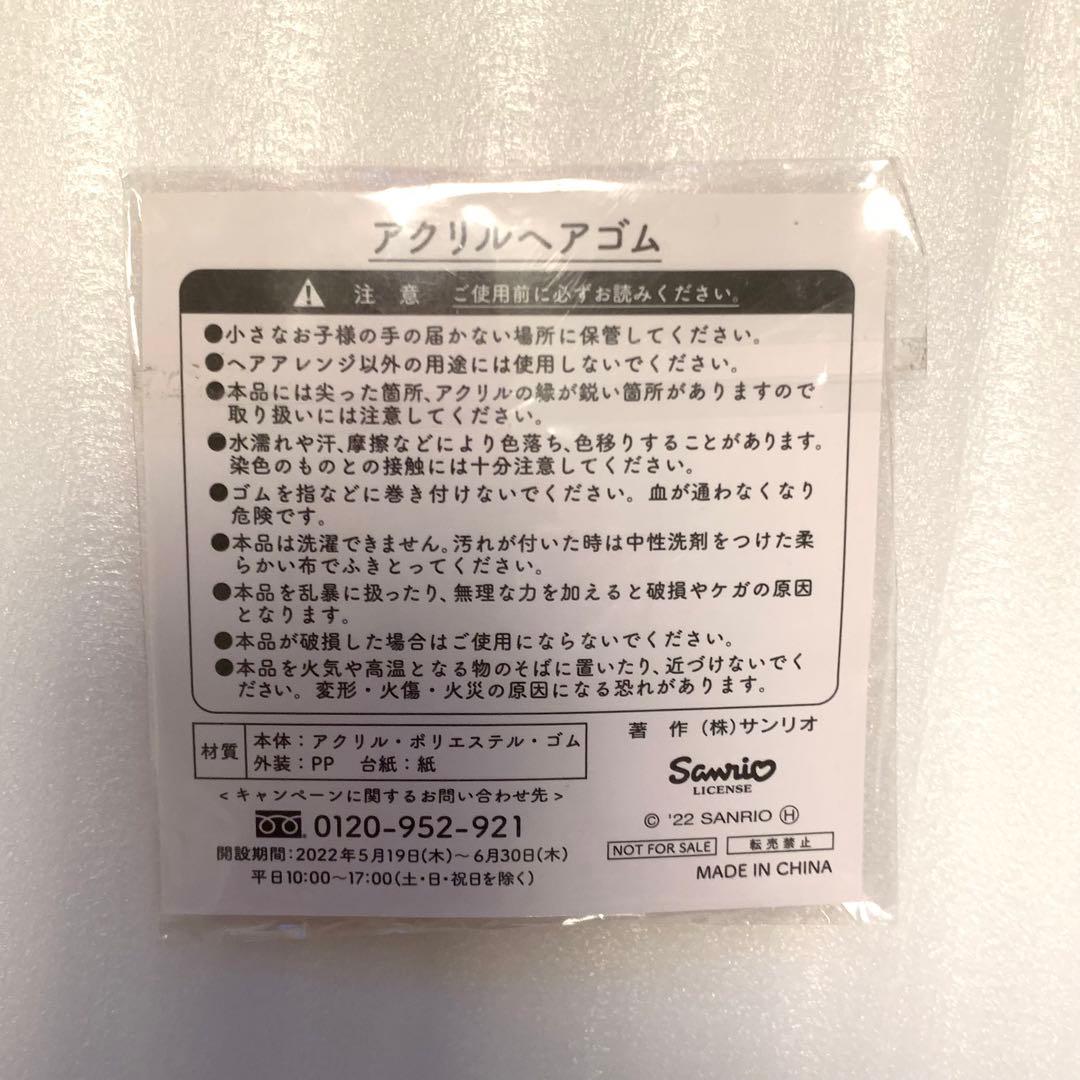 アクリルヘアゴム
注意 ご使用前に必ずお読みください。
●小さなお子様の手の届かない場所に保管してください。
●ヘアアレンジ以外の用途には使用しないでください。
●本品には尖った箇所、アクリルの縁が鋭い箇所がありますので
取り扱いには注意してください。
●水濡れや汗、摩擦などにより色落ち、色移りすることがあります。
染色のものとの接触には十分注意してください。
●ゴムを指などに巻き付けないでください。血が通わなくなり
危険です。
●本品は洗濯できません。汚れが付いた時は中性洗剤をつけた柔
らかい布でふきとってください。
●本品を乱暴に扱ったり、無理な力を加えると破損やケガの原因
となります。
●本品が破損した場合はご使用にならないでください。
●本品を火気や高温となる物のそばに置いたり、近づけないでく
ださい。変形・火傷・火災の原因になる恐れがあります。
材質
本体：アクリル・ポリエステル・ゴム
外装：PP 台紙：紙
<キャンペーンに関するお問い合わせ先>
0120-952-921
開設期間：2022年5月19日(木)～6月30日(木)
平日10:00～17:00(土・日・祝日を除く)
著 作 (株)サンリオ
Sanrio
LICENSE
© '22 SANRIO Ⓗ
NOT FOR SALE 転売禁止
MADE IN CHINA